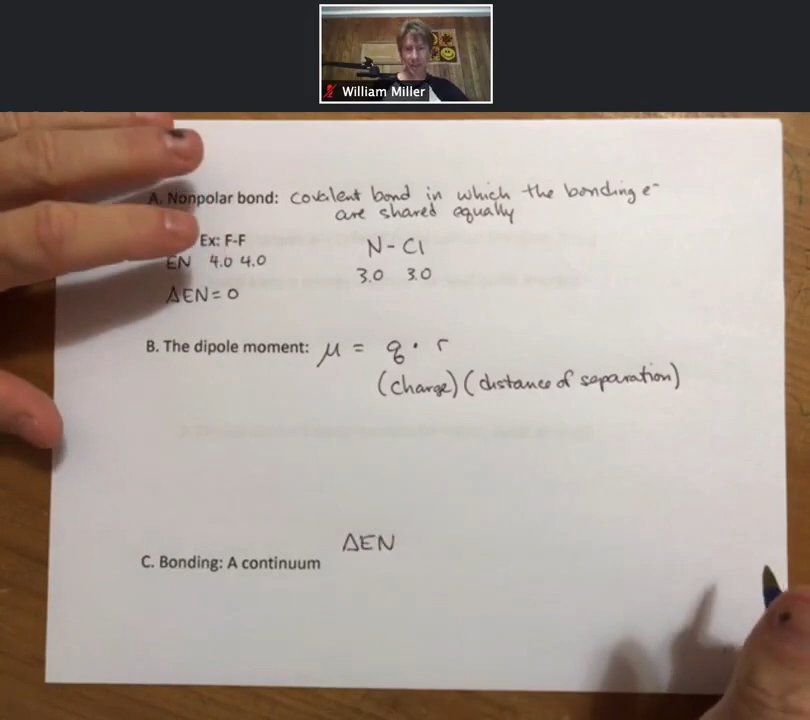 William Miller
A. Nonpolar bond: covalent bond in which the bonding e⁻
are shared equally
Ex: F-F
N-Cl
EN 4.0 4.0
3.0 3.0
ΔEN = 0
B. The dipole moment: μ = q · r
(charge) (distance of separation)
ΔEN
C. Bonding: A continuum